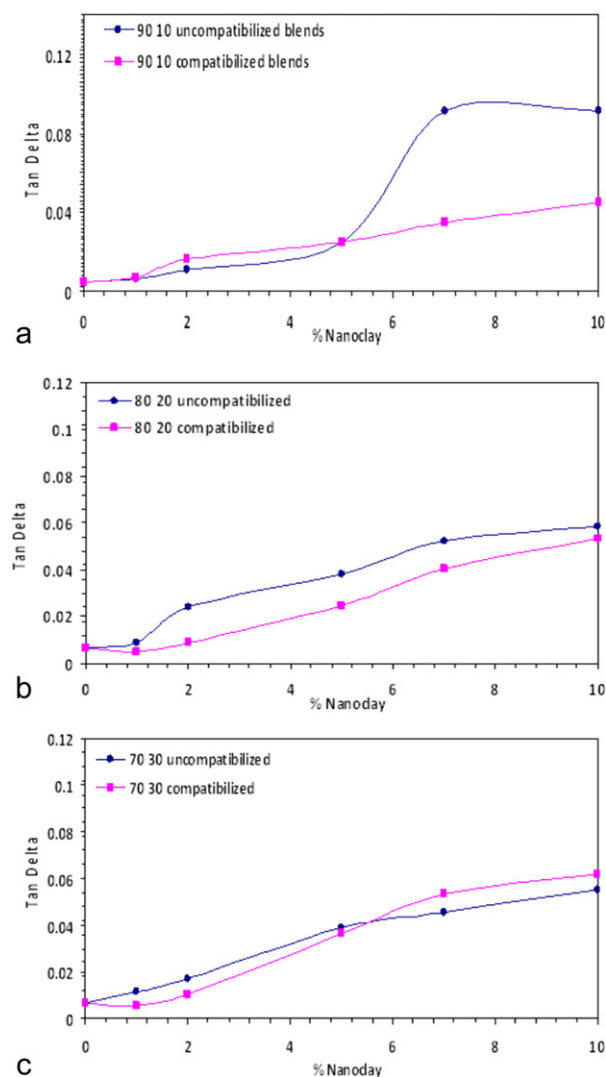 0.12
90 10 uncompatibilized blends
90 10 compatibilized blends
0.08
0.04
0
Tan Delta
0 2 4 6 8 10
% Nanoclay
a
0.12
80 20 uncompatibilized
80 20 compatibilized
0.1
0.08
0.06
0.04
0.02
0
Tan Delta
0 2 4 6 8 10
% Nanoday
b
0.12
70 30 uncompatibilized
70 30 compatibilized
0.1
0.08
0.06
0.04
0.02
0
Tan Delta
0 2 4 6 8 10
% Nanoday
c